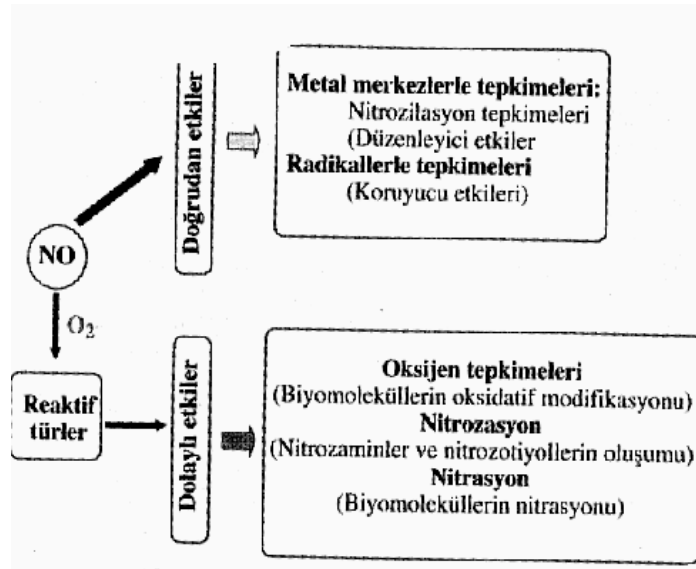 Doğrudan etkiler
Metal merkezlerle tepkimeleri:
Nitrozilasyon tepkimeleri
(Düzenleyici etkiler
Radikallerle tepkimeleri
(Koruyucu etkileri)
NO
O2
Reaktif
türler
Dolaylı etkiler
Oksijen tepkimeleri
(Biyomoleküllerin oksidatif modifikasyonu)
Nitrozasyon
(Nitrozaminler ve nitrozotiyollerin oluşumu)
Nitrasyon
(Biyomoleküllerin nitrasyonu)